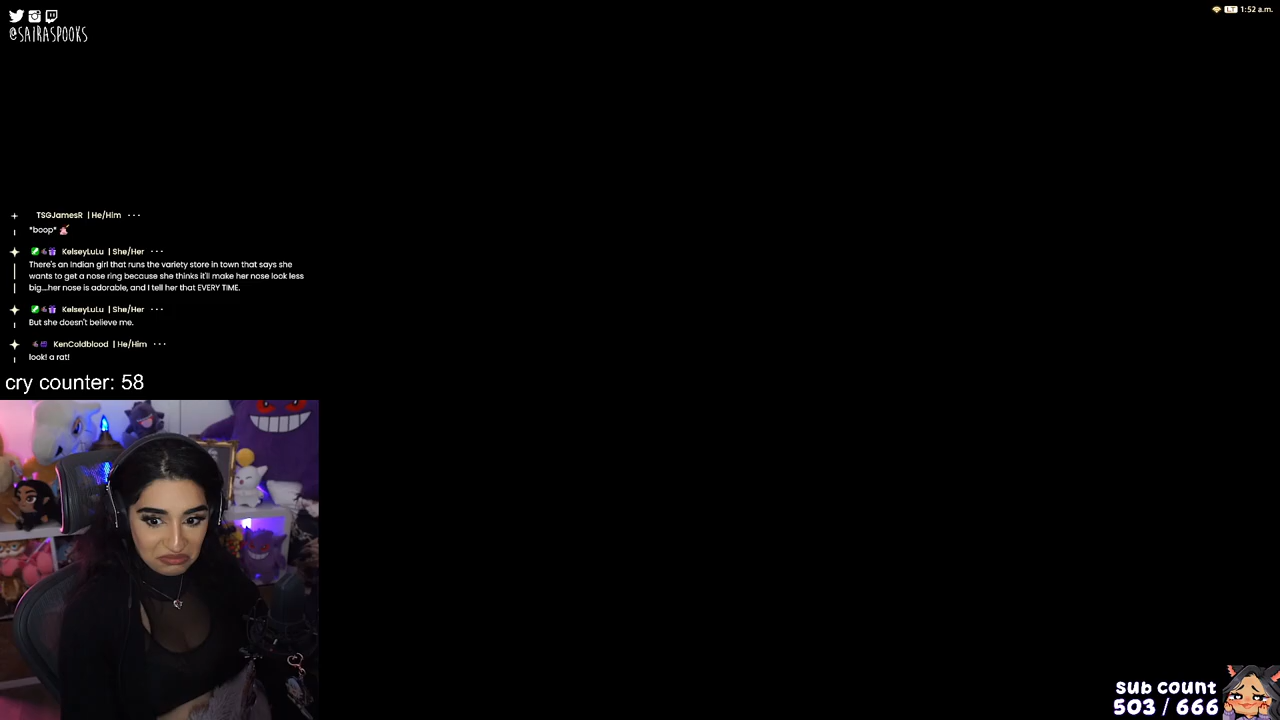 @SAIRASPOOKS
LT 1:52 a.m.
TSGJamesR | He/Him ···
*boop*
KelseyLuLu | She/Her ···
There's an Indian girl that runs the variety store in town that says she
wants to get a nose ring because she thinks it'll make her nose look less
big....her nose is adorable, and I tell her that EVERY TIME.
KelseyLuLu | She/Her ···
But she doesn't believe me.
KenColdblood | He/Him ···
look! a rat!
cry counter: 58
sub count
503 / 666